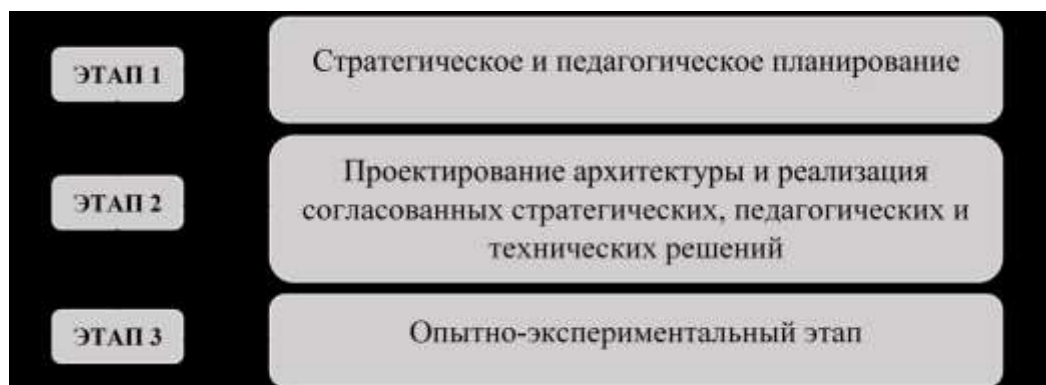 ЭТАП 1
Стратегическое и педагогическое планирование
ЭТАП 2
Проектирование архитектуры и реализация
согласованных стратегических, педагогических и
технических решений
ЭТАП 3
Опытно-экспериментальный этап